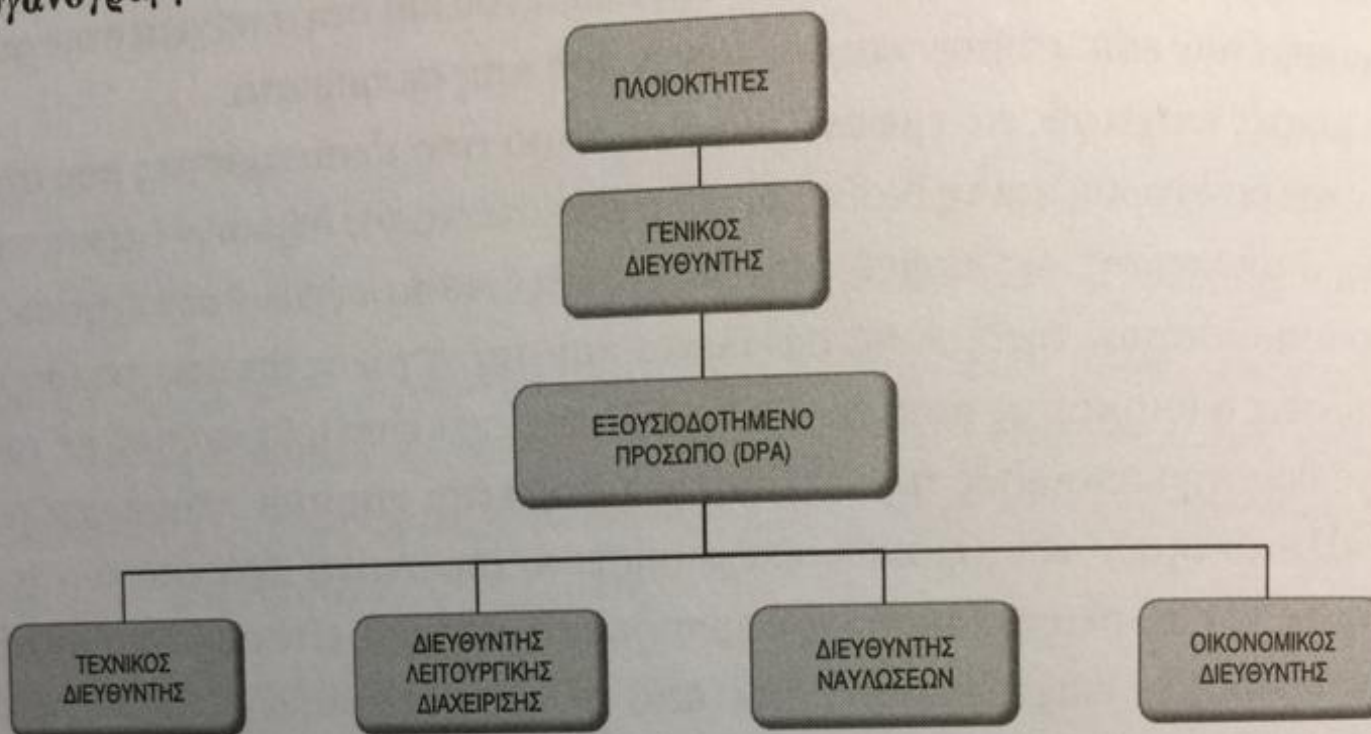 ΠΛΟΙΟΚΤΗΤΕΣ
ΓΕΝΙΚΟΣ
ΔΙΕΥΘΥΝΤΗΣ
ΕΞΟΥΣΙΟΔΟΤΗΜΕΝΟ
ΠΡΟΣΩΠΟ (DPA)
ΤΕΧΝΙΚΟΣ
ΔΙΕΥΘΥΝΤΗΣ
ΔΙΕΥΘΥΝΤΗΣ
ΛΕΙΤΟΥΡΓΙΚΗΣ
ΔΙΑΧΕΙΡΙΣΗΣ
ΔΙΕΥΘΥΝΤΗΣ
ΝΑΥΛΩΣΕΩΝ
ΟΙΚΟΝΟΜΙΚΟΣ
ΔΙΕΥΘΥΝΤΗΣ